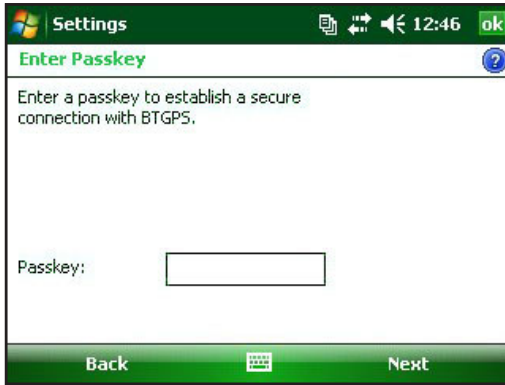 Settings 12:46 ok
Enter Passkey
?
Enter a passkey to establish a secure
connection with BTGPS.
Passkey:
Back Next